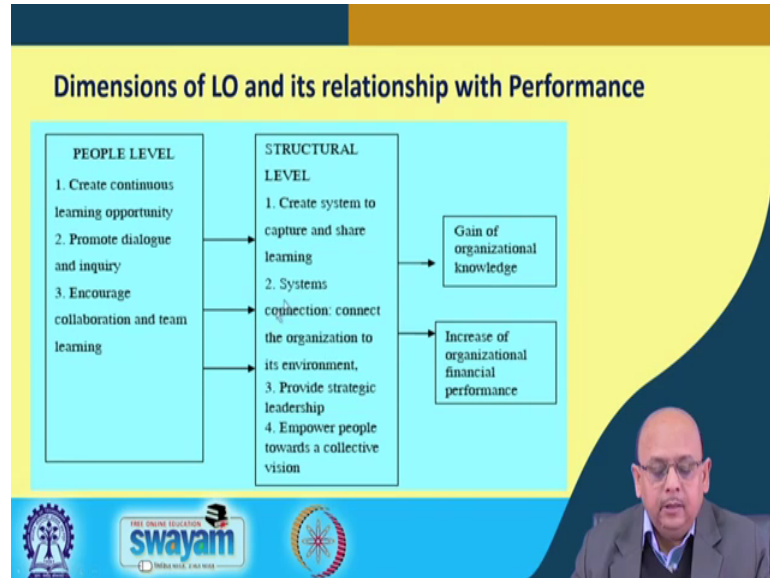 Dimensions of LO and its relationship with Performance
PEOPLE LEVEL
1. Create continuous
learning opportunity
2. Promote dialogue
and inquiry
3. Encourage
collaboration and team
learning
STRUCTURAL
LEVEL
1. Create system to
capture and share
learning
2. Systems
connection: connect
the organization to
its environment,
3. Provide strategic
leadership
4. Empower people
towards a collective
vision
Gain of
organizational
knowledge
Increase of
organizational
financial
performance
FREE ONLINE EDUCATION
swayam